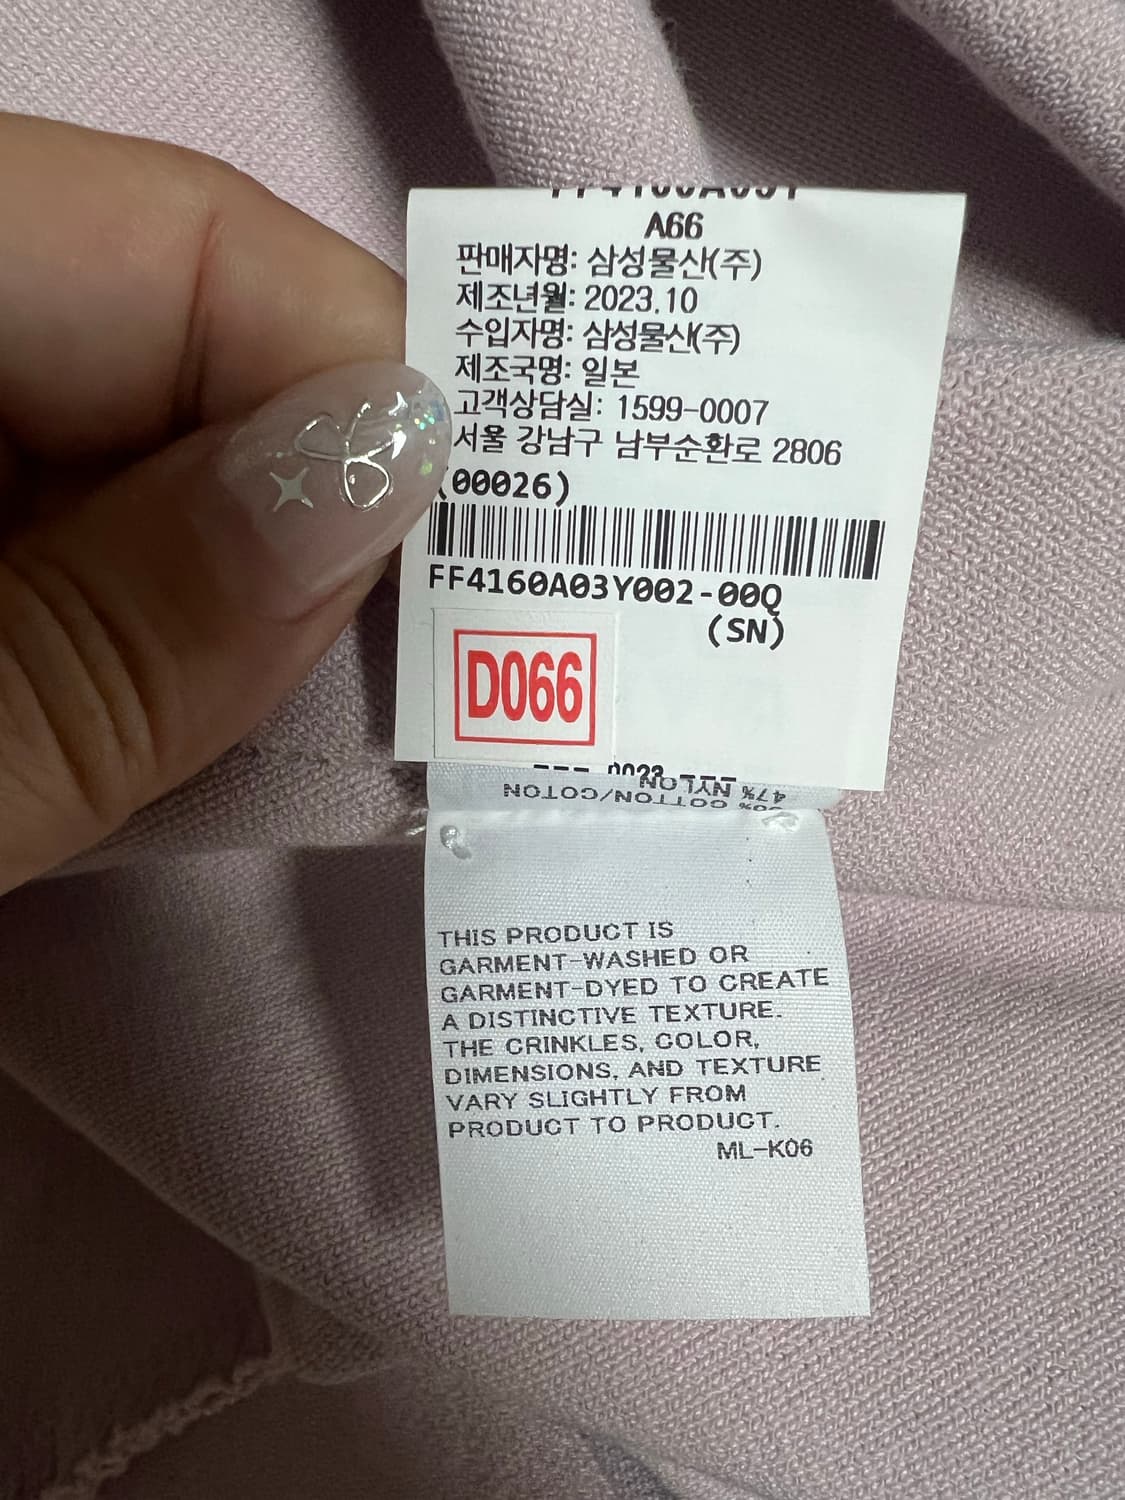 A66
판매자명: 삼성물산(주)
제조년월: 2023.10
수입자명: 삼성물산(주)
제조국명: 일본
고객상담실: 1599-0007
서울 강남구 남부순환로 2806
(00026)
FF4160A03Y002-00Q
(SN)
D066
47% NYLON
COTTON/COTON
THIS PRODUCT IS
GARMENT-WASHED OR
GARMENT-DYED TO CREATE
A DISTINCTIVE TEXTURE.
THE CRINKLES, COLOR,
DIMENSIONS, AND TEXTURE
VARY SLIGHTLY FROM
PRODUCT TO PRODUCT.
ML-K06